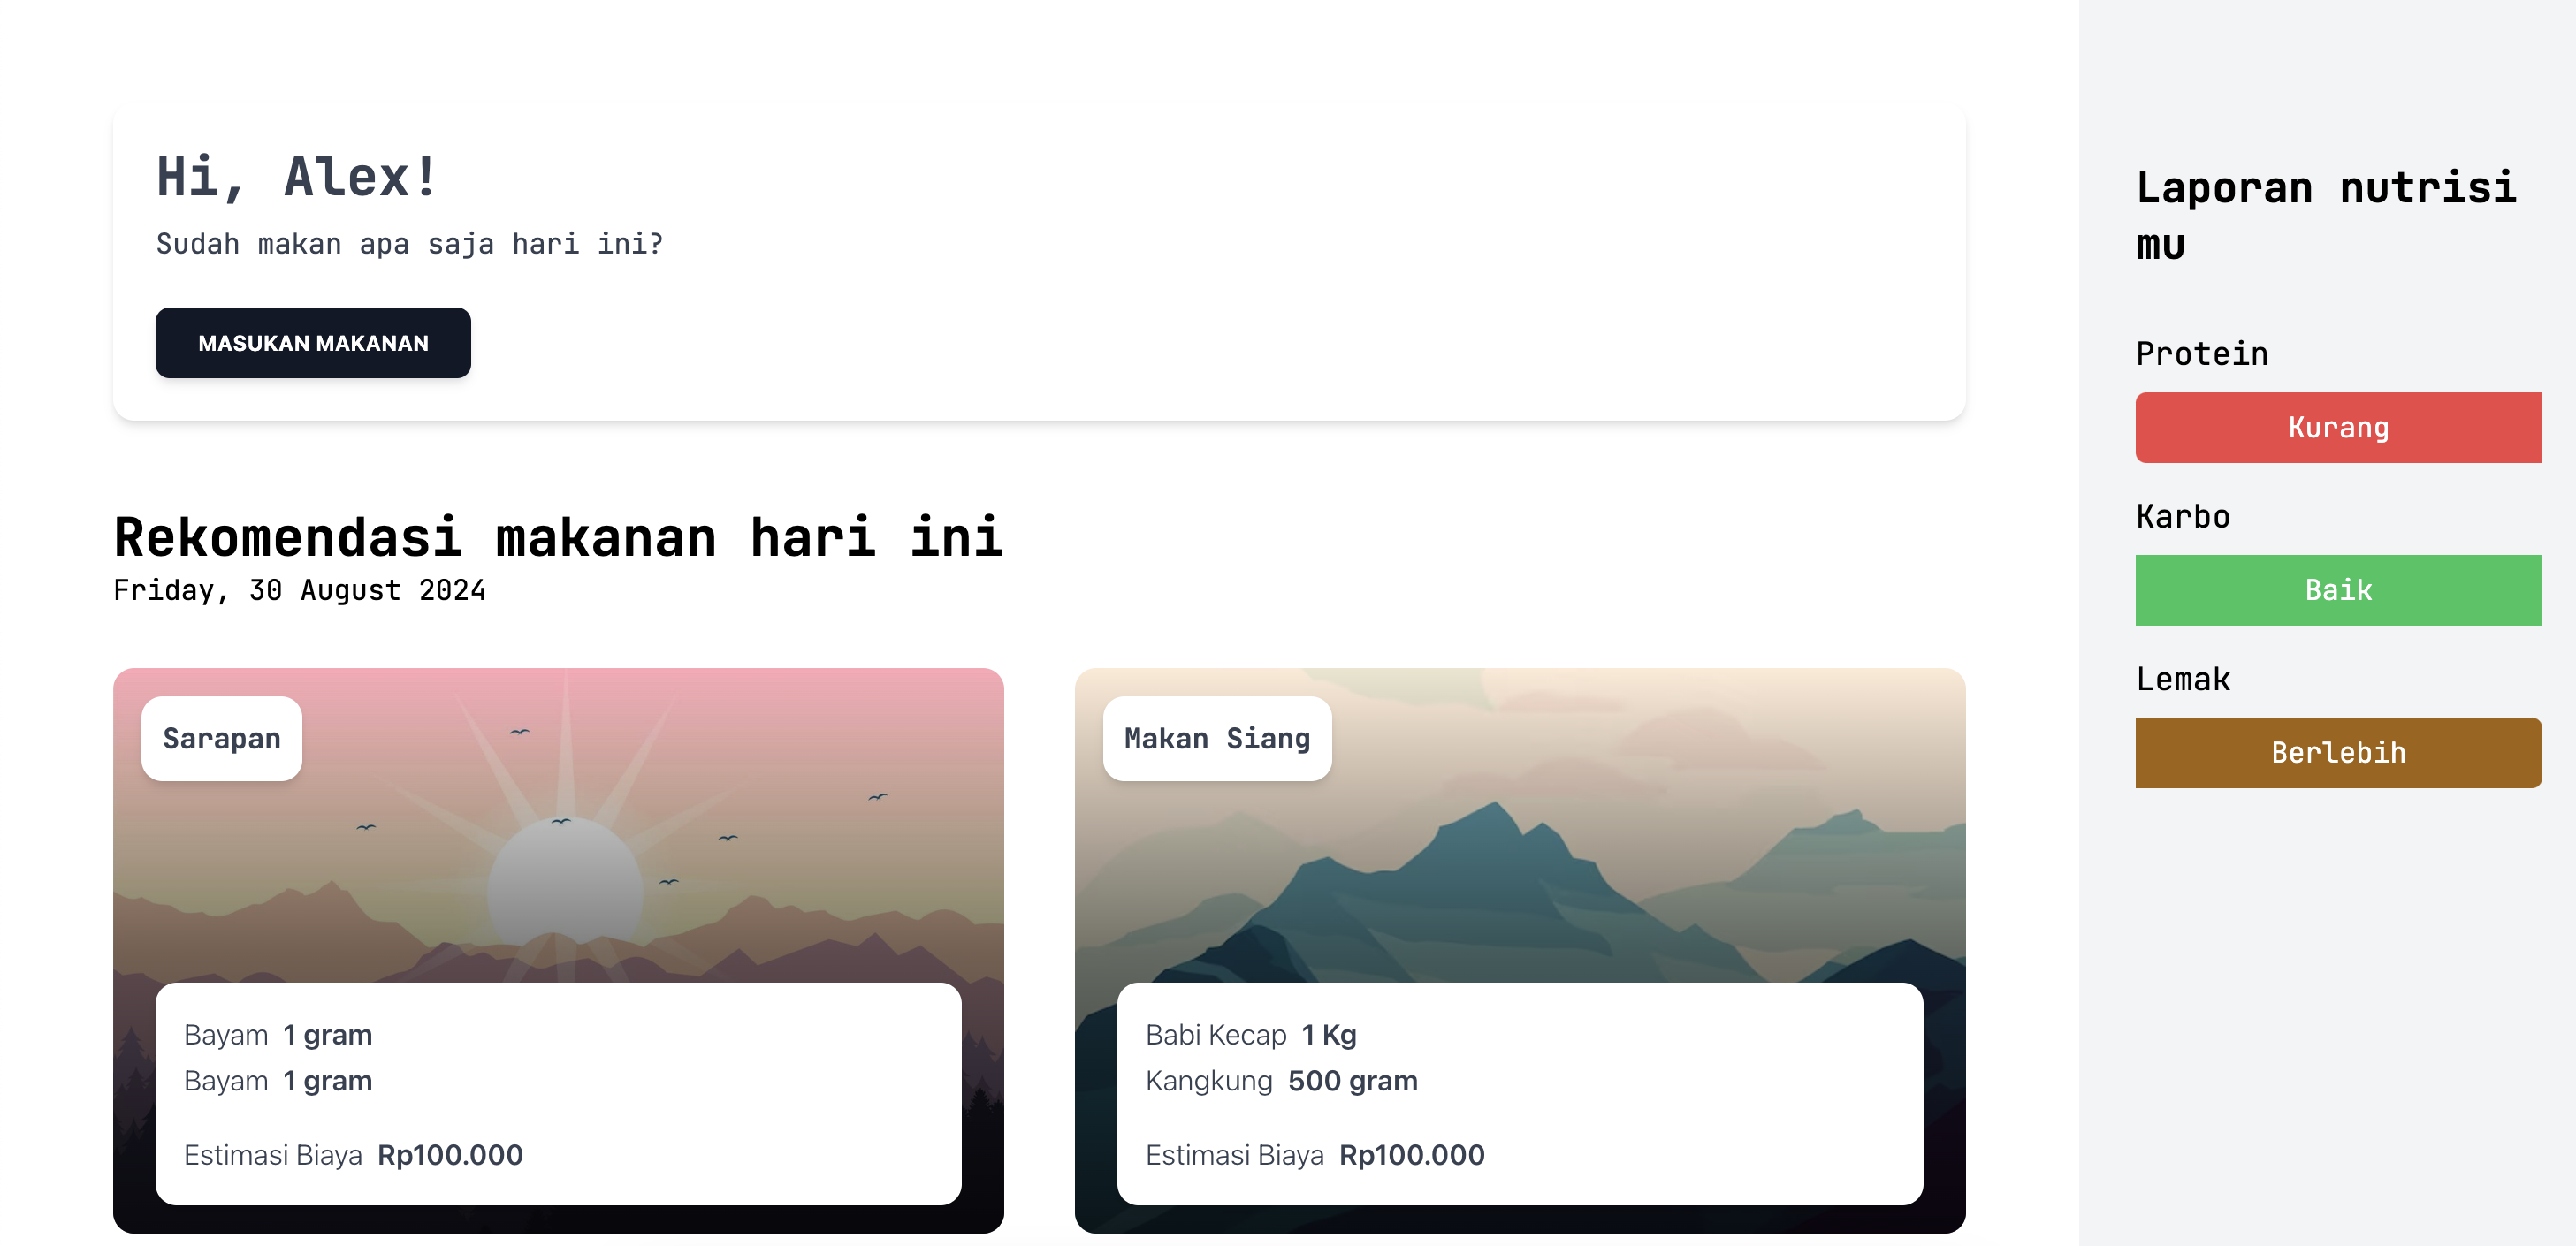 Hi, Alex!
Sudah makan apa saja hari ini?
MASUKAN MAKANAN
Rekomendasi makanan hari ini
Friday, 30 August 2024
Sarapan
Bayam 1 gram
Bayam 1 gram
Estimasi Biaya Rp100.000
Makan Siang
Babi Kecap 1 Kg
Kangkung 500 gram
Estimasi Biaya Rp100.000
Laporan nutrisi
mu
Protein
Kurang
Karbo
Baik
Lemak
Berlebih